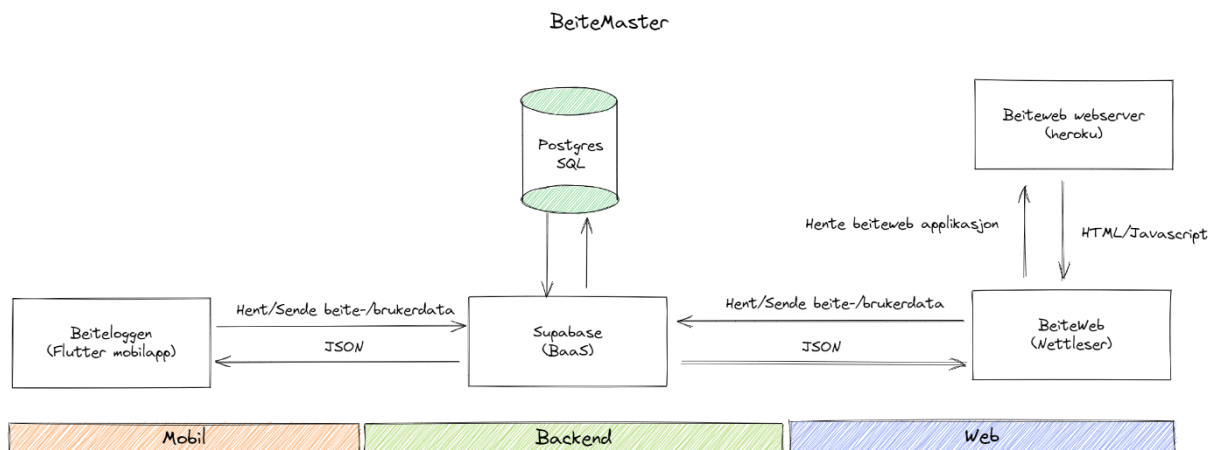 BeiteMaster
Postgres
SQL
Beiteweb webserver
(heroku)
Hente beiteweb applikasjon
HTML/Javascript
Beiteloggen
(Flutter mobilapp)
Hent/Sende beite-/brukerdata
JSON
Supabase
(BaaS)
Hent/Sende beite-/brukerdata
JSON
BeiteWeb
(Nettleser)
Mobil
Backend
Web